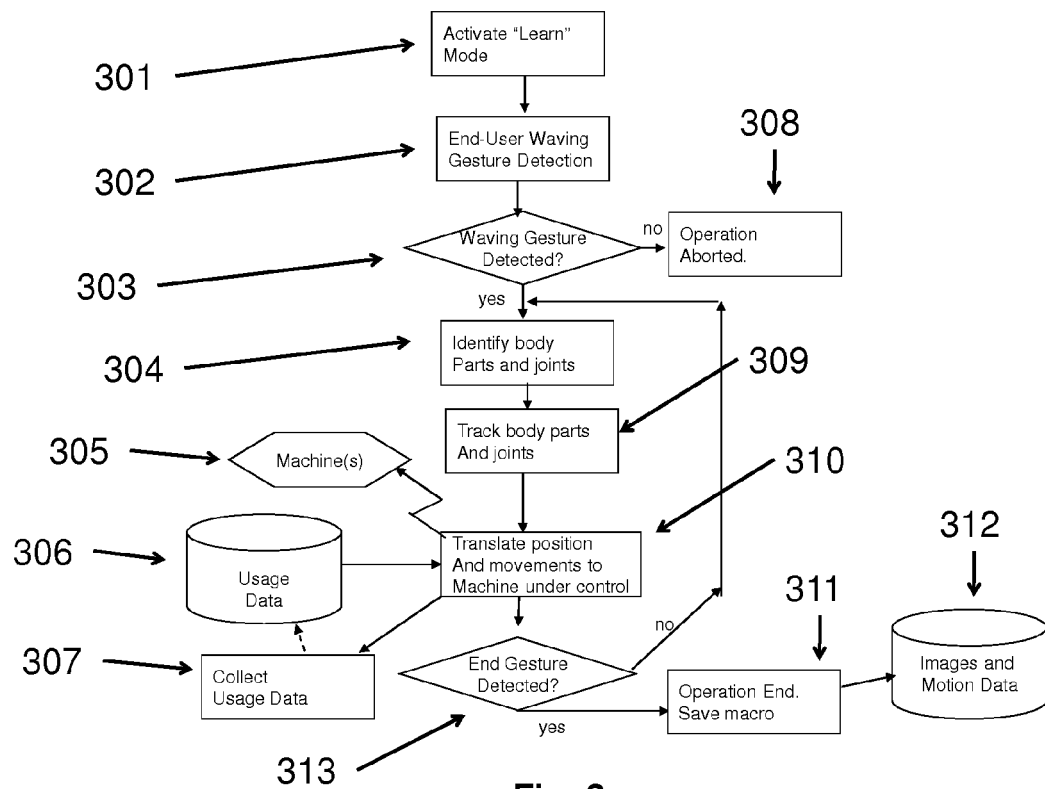 Activate "Learn"
Mode
301
End-User Waving
Gesture Detection
302
308
Waving Gesture
Detected?
no
Operation
Aborted.
303
yes
Identify body
Parts and joints
304
309
Track body parts
And joints
305
Machine(s)
310
306
Usage
Data
Translate position
And movements to
Machine under control
312
311
no
307
Collect
Usage Data
End Gesture
Detected?
yes
Operation End.
Save macro
Images and
Motion Data
313